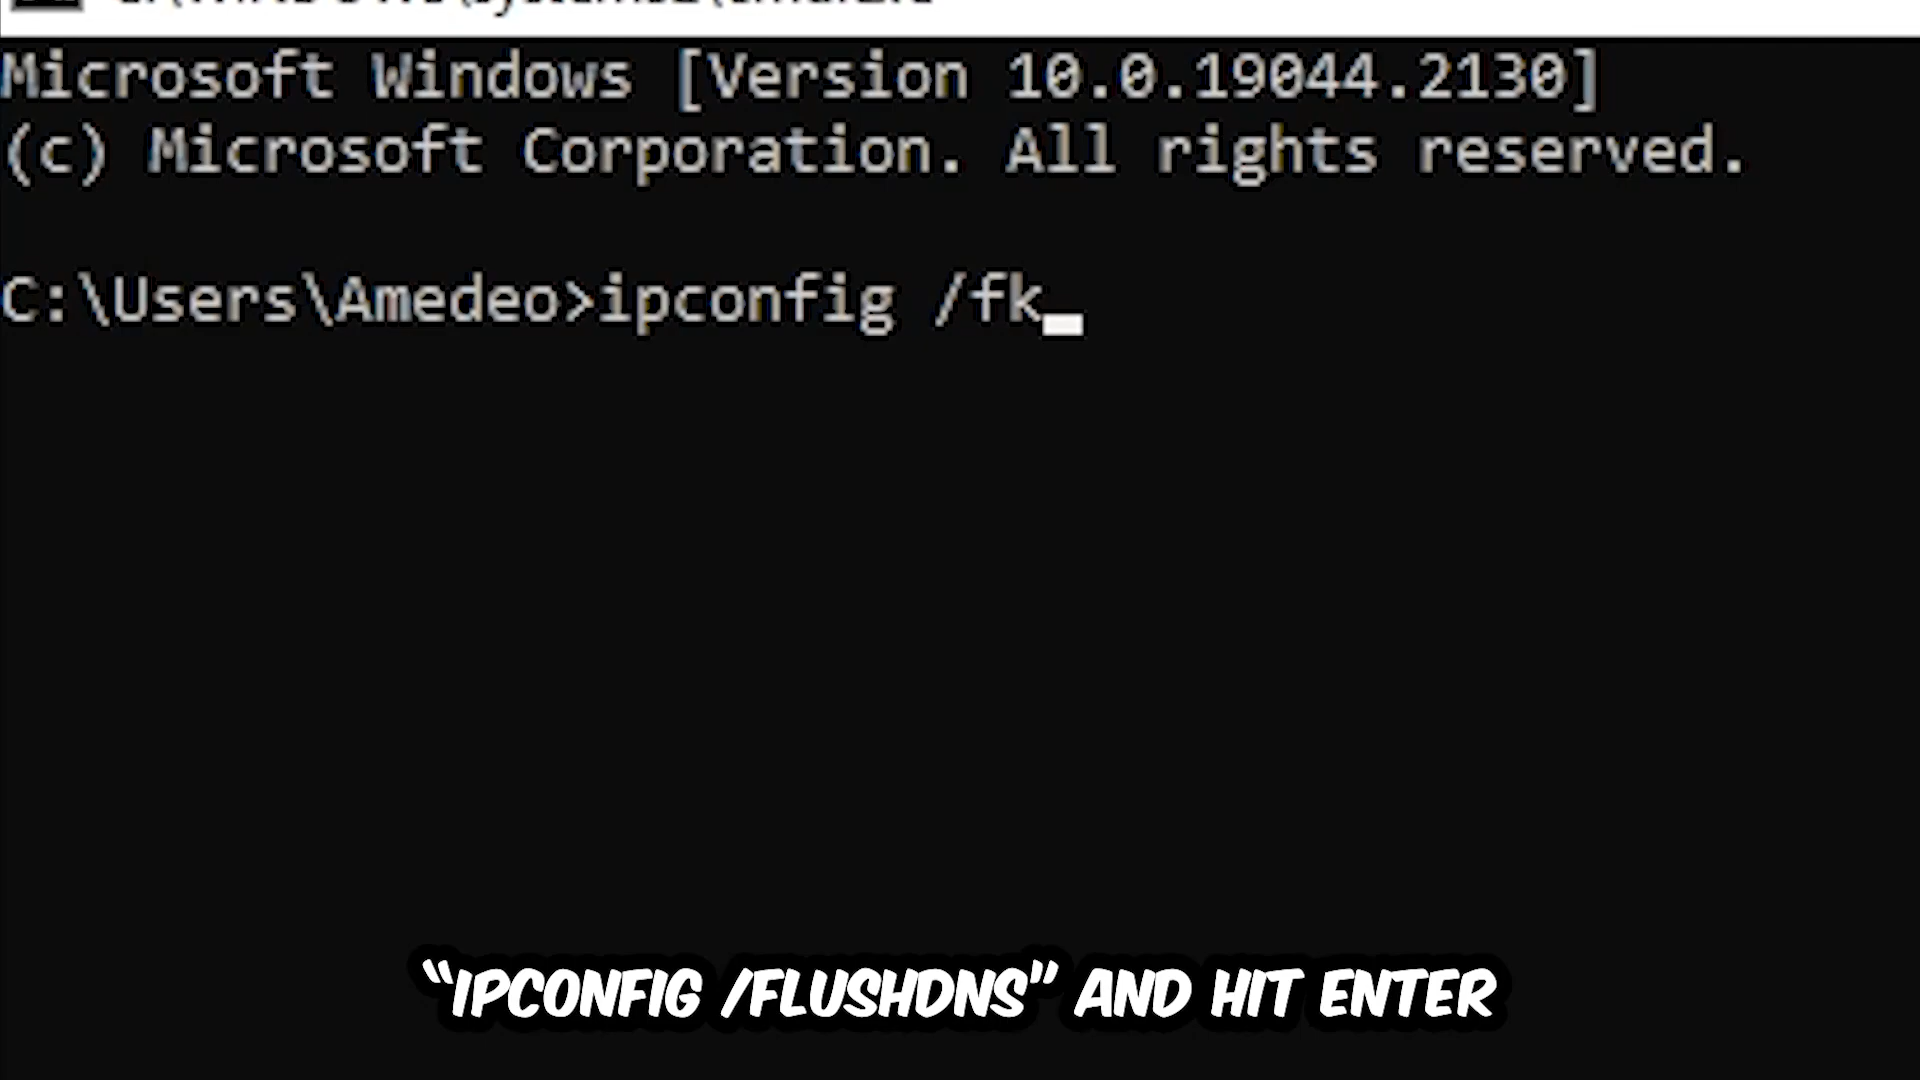 Microsoft Windows [Version 10.0.19044.2130]
(c) Microsoft Corporation. All rights reserved.
C:\Users\Amedeo>ipconfig /fk
“IPCONFIG /FLUSHDNS” AND HIT ENTER